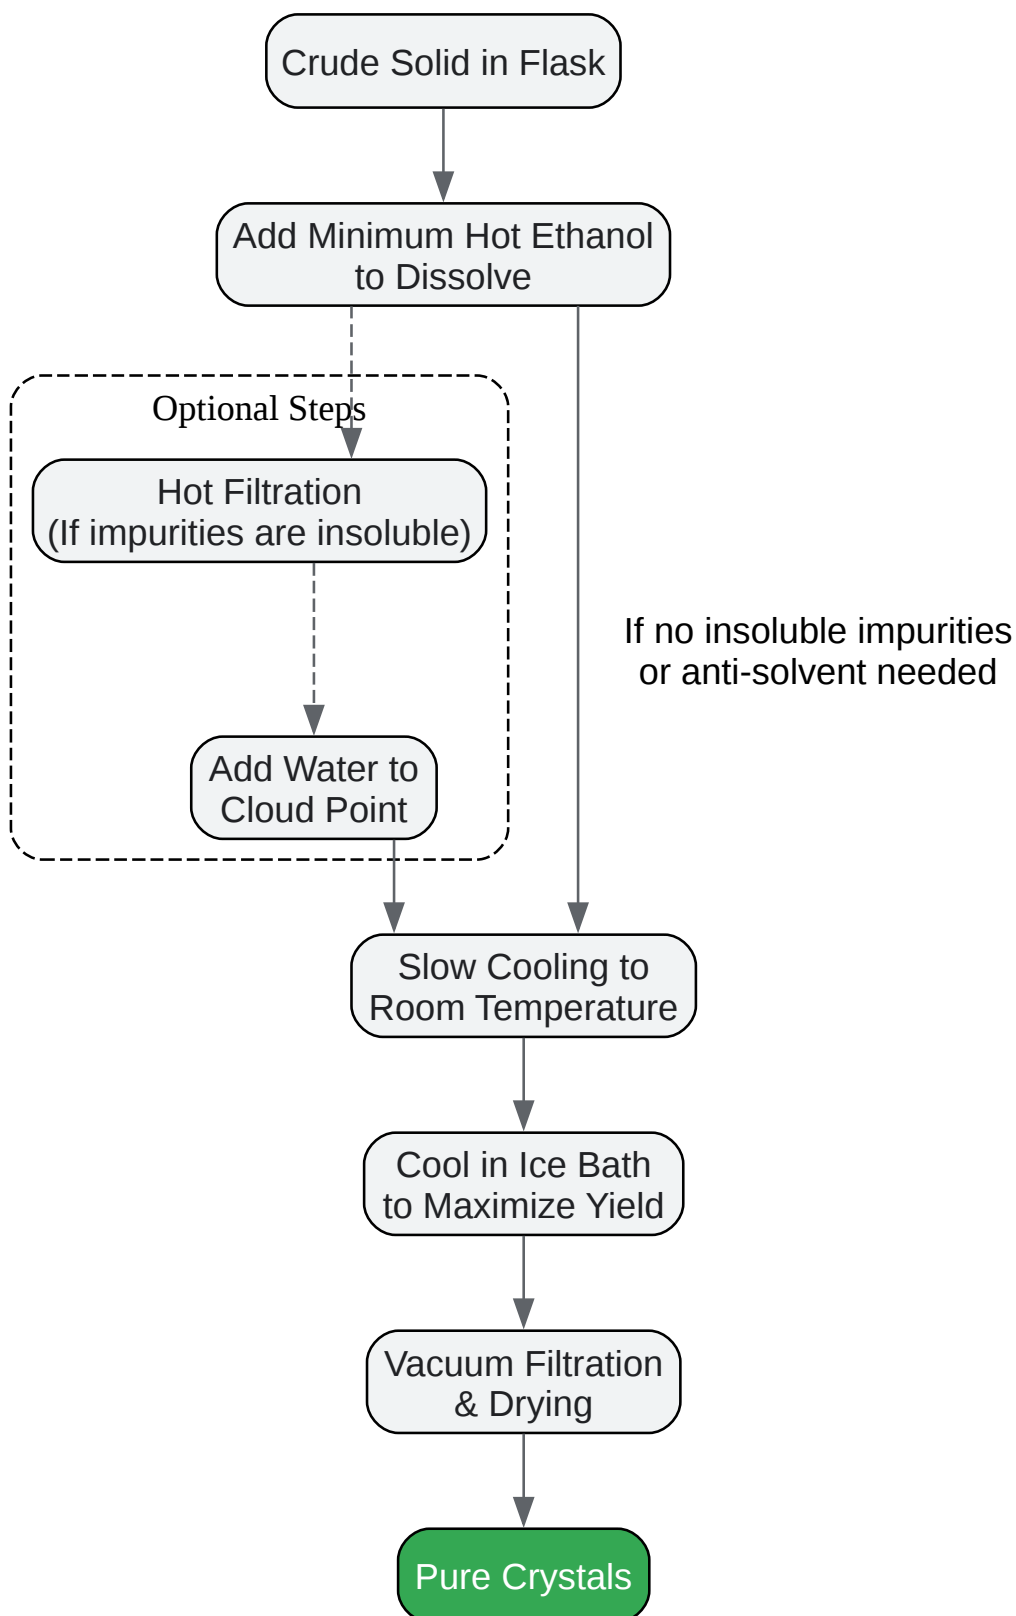 Crude Solid in Flask
Add Minimum Hot Ethanol
to Dissolve
Optional Steps
Hot Filtration
(If impurities are insoluble)
If no insoluble impurities
or anti-solvent needed
Add Water to
Cloud Point
Slow Cooling to
Room Temperature
Cool in Ice Bath
to Maximize Yield
Vacuum Filtration
& Drying
Pure Crystals